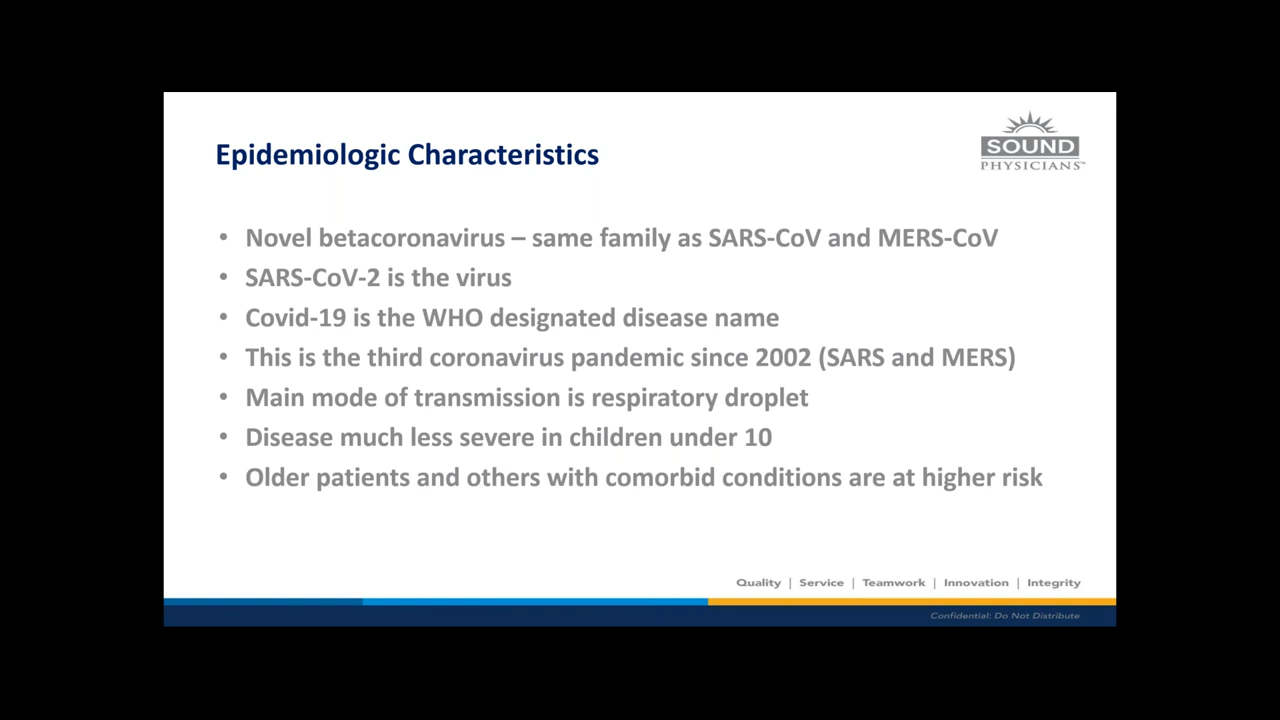 Epidemiologic Characteristics
SOUND
PHYSICIANS™
• Novel betacoronavirus – same family as SARS-CoV and MERS-CoV
• SARS-CoV-2 is the virus
• Covid-19 is the WHO designated disease name
• This is the third coronavirus pandemic since 2002 (SARS and MERS)
• Main mode of transmission is respiratory droplet
• Disease much less severe in children under 10
• Older patients and others with comorbid conditions are at higher risk
Quality | Service | Teamwork | Innovation | Integrity
Confidential: Do Not Distribute